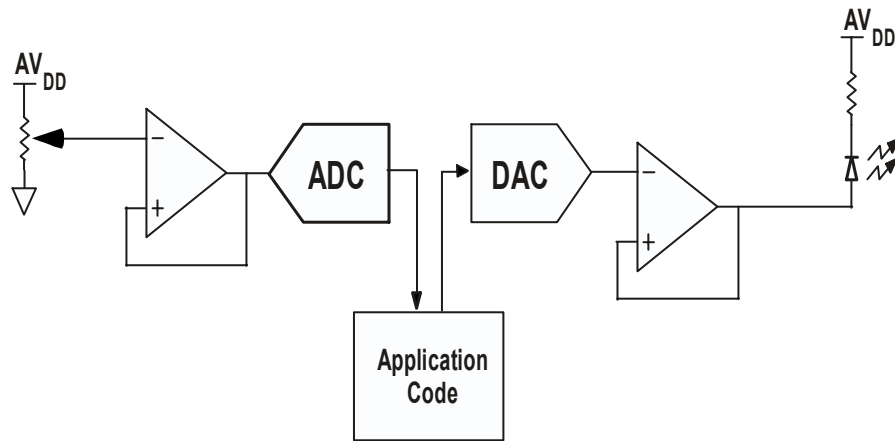 AV DD
AV DD
−
+
ADC
DAC
−
+
Application
Code